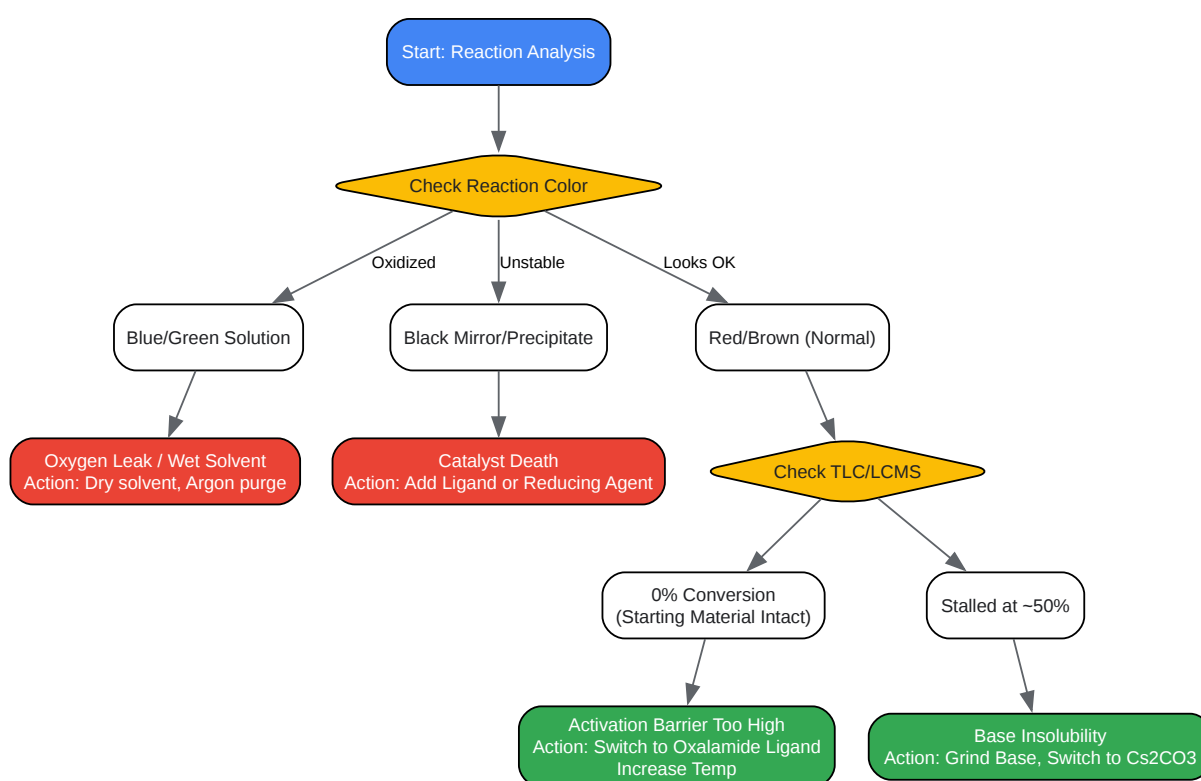 Start: Reaction Analysis
Check Reaction Color
Oxidized
Unstable
Looks OK
Blue/Green Solution
Black Mirror/Precipitate
Red/Brown (Normal)
Oxygen Leak / Wet Solvent
Action: Dry solvent, Argon purge
Catalyst Death
Action: Add Ligand or Reducing Agent
Check TLC/LCMS
0% Conversion
(Starting Material Intact)
Stalled at ~50%
Activation Barrier Too High
Action: Switch to Oxalamide Ligand
Increase Temp
Base Insolubility
Action: Grind Base, Switch to Cs2CO3